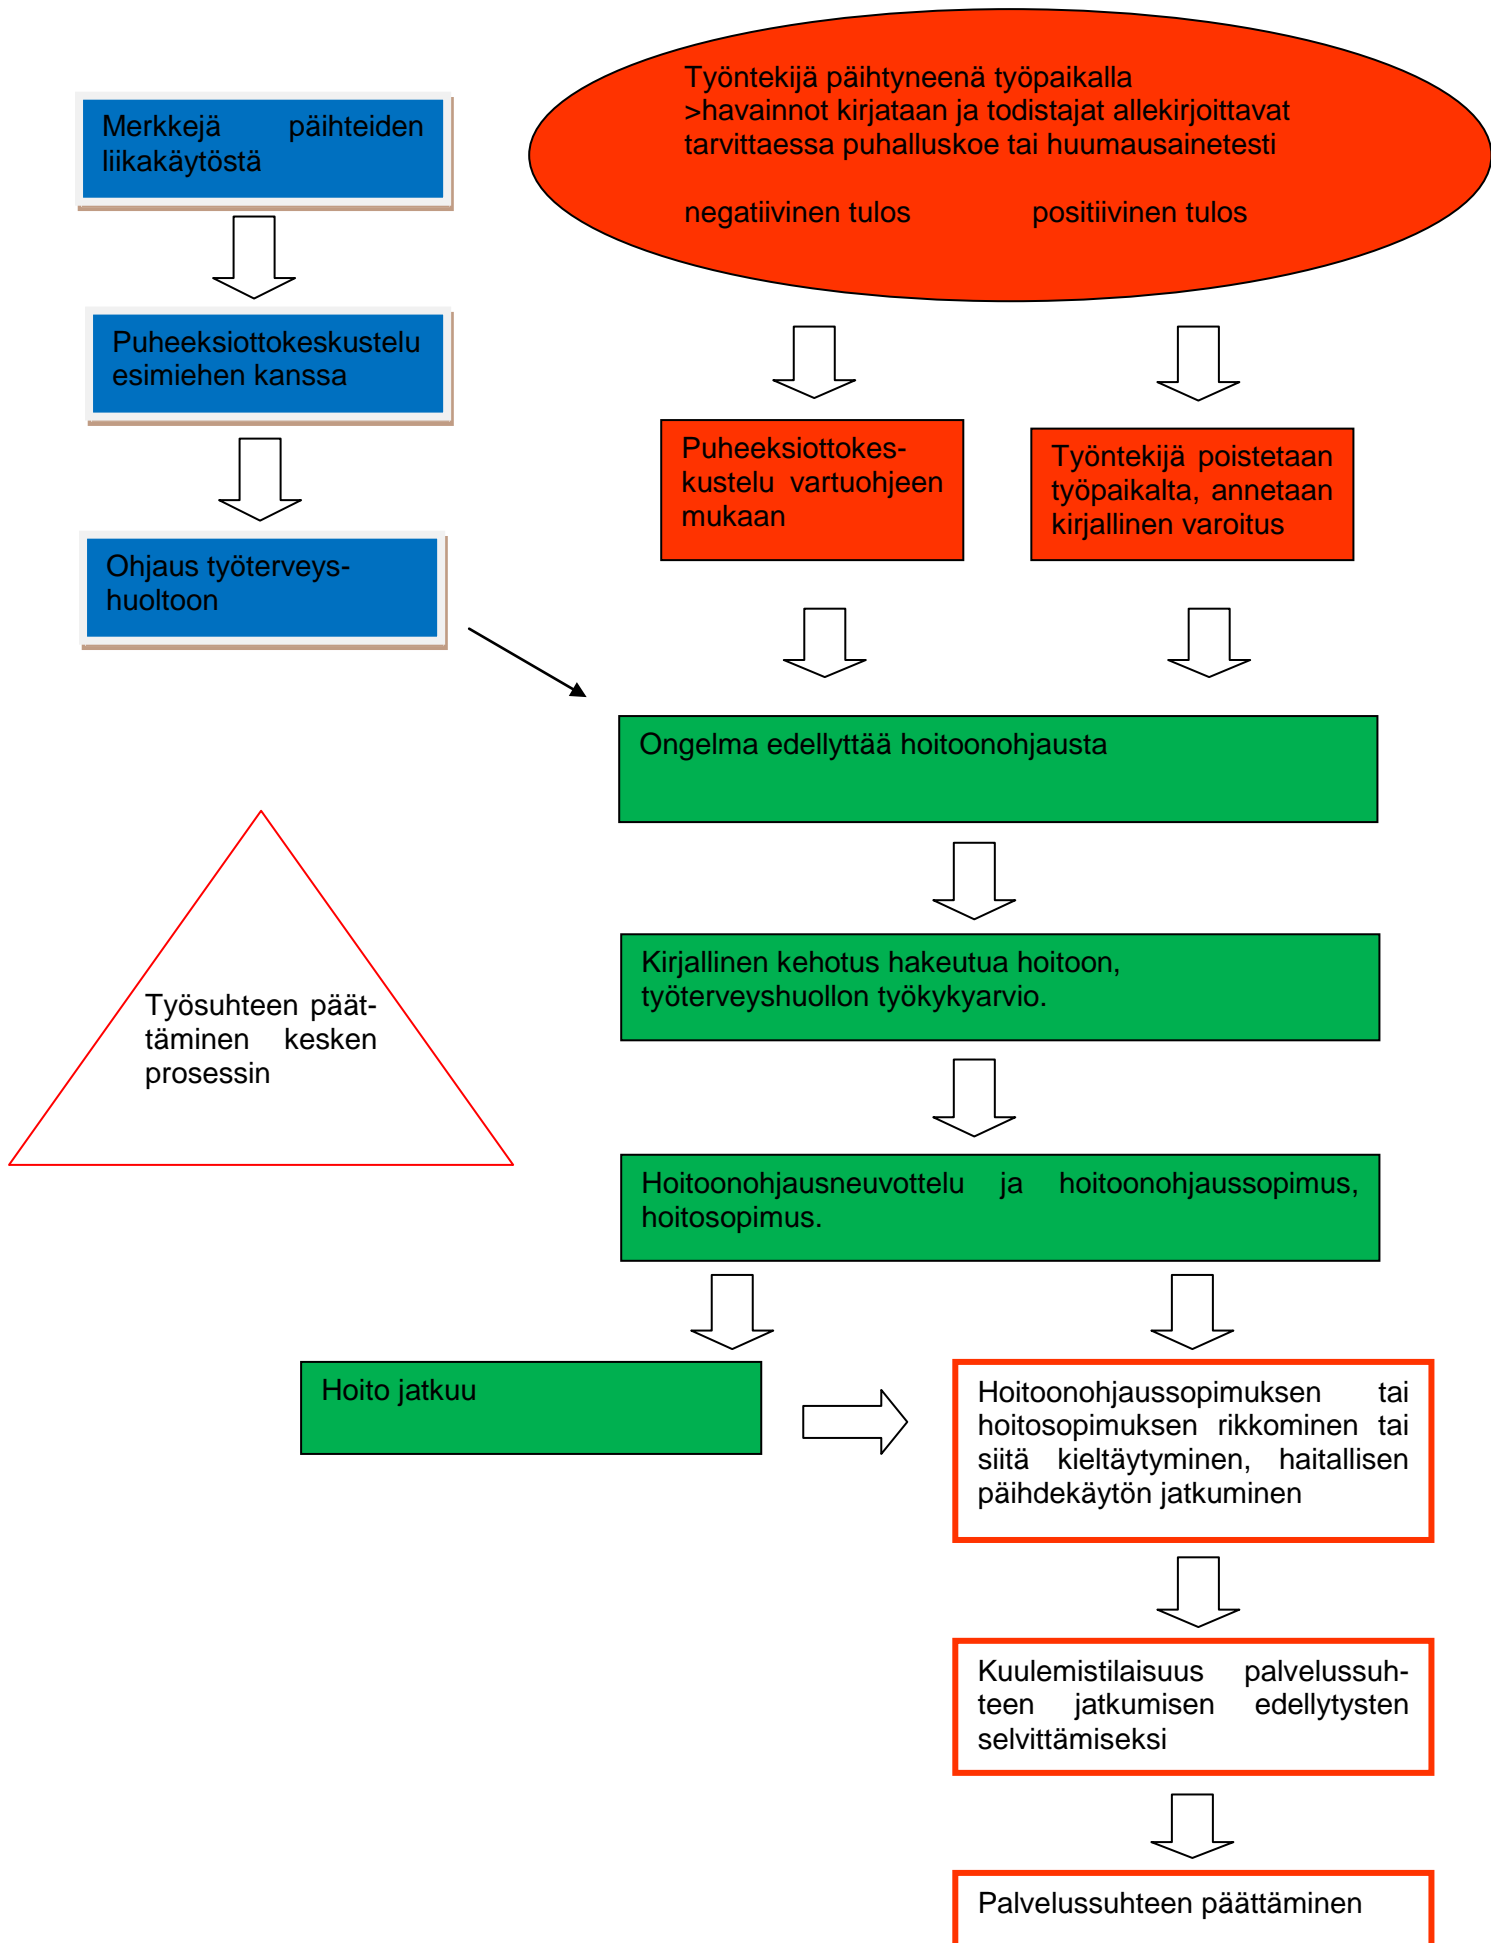 Merkkejä päihteiden
liikakäytöstä
Työntekijä päihtyneenä työpaikalla
>havainnot kirjataan ja todistajat allekirjoittavat
tarvittaessa puhalluskoe tai huumausainetesti
negatiivinen tulos positiivinen tulos
Puheeksiottokeskustelu
esimiehen kanssa
Puheeksiottokes-
kustelu vartuohjeen
mukaan
Työntekijä poistetaan
työpaikalta, annetaan
kirjallinen varoitus
Ohjaus työterveys-
huoltoon
Ongelma edellyttää hoitoonohjausta
Kirjallinen kehotus hakeutua hoitoon,
työterveyshuollon työkykyarvio.
Työsuhteen päät-
täminen kesken
prosessin
Hoitoonohjausneuvottelu ja hoitoonohjaussopimus,
hoitosopimus.
Hoito jatkuu
Hoitoonohjaussopimuksen tai
hoitosopimuksen rikkominen tai
siitä kieltäytyminen, haitallisen
päihdekäytön jatkuminen
Kuulemistilaisuus palvelussuh-
teen jatkumisen edellytysten
selvittämiseksi
Palvelussuhteen päättäminen